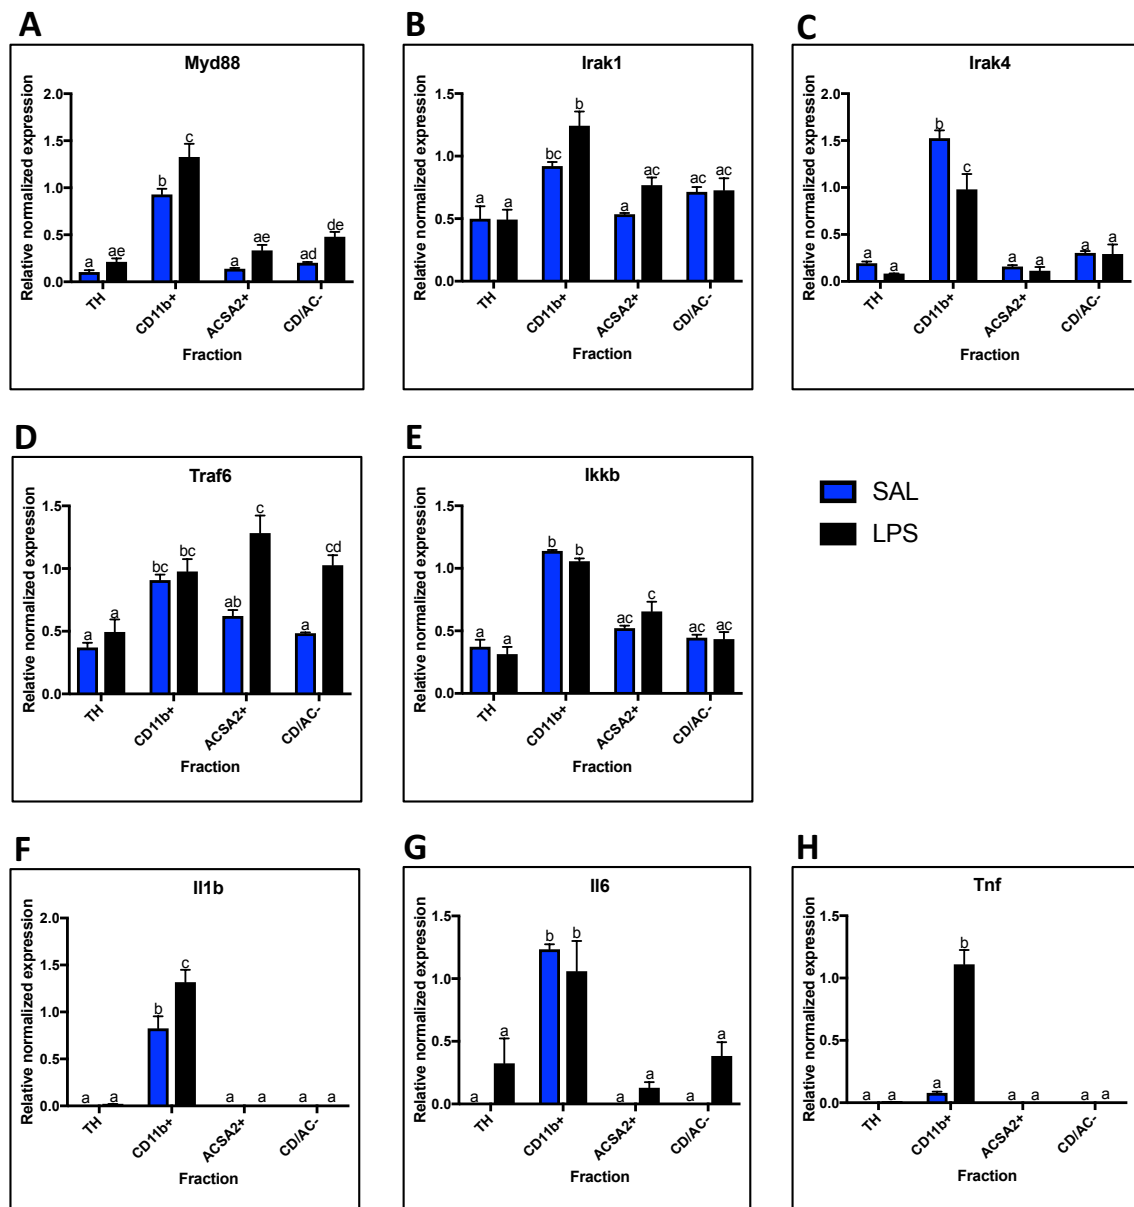 A
Myd88
Relative normalized expression
2.0
1.5
1.0
0.5
0.0
a ae b c a ae ad de
TH CD11b+ ACSA2+ CD/AC-
Fraction
B
Irak1
Relative normalized expression
1.5
1.0
0.5
0.0
a a bc b a ac ac ac
TH CD11b+ ACSA2+ CD/AC-
Fraction
C
Irak4
Relative normalized expression
2.0
1.5
1.0
0.5
0.0
a a b c a a a a
TH CD11b+ ACSA2+ CD/AC-
Fraction
D
Traf6
Relative normalized expression
1.5
1.0
0.5
0.0
a a bc bc ab c a cd
TH CD11b+ ACSA2+ CD/AC-
Fraction
E
Ikkb
Relative normalized expression
1.5
1.0
0.5
0.0
a a b b ac c ac ac
TH CD11b+ ACSA2+ CD/AC-
Fraction
SAL
LPS
F
Il1b
Relative normalized expression
2.0
1.5
1.0
0.5
0.0
a a b c a a a a
TH CD11b+ ACSA2+ CD/AC-
Fraction
G
Il6
Relative normalized expression
1.5
1.0
0.5
0.0
a a b b a a a a
TH CD11b+ ACSA2+ CD/AC-
Fraction
H
Tnf
Relative normalized expression
1.5
1.0
0.5
0.0
a a a b a a a a
TH CD11b+ ACSA2+ CD/AC-
Fraction